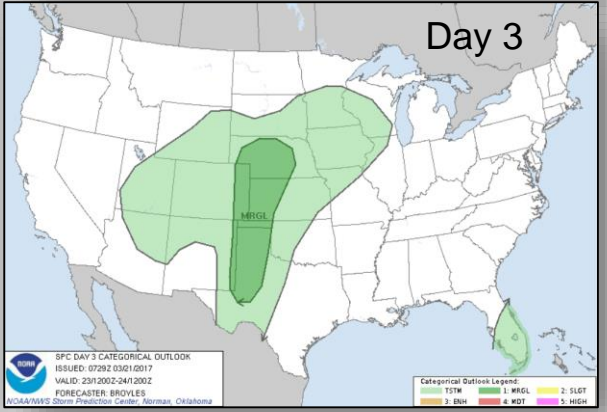 Day 3
MRGL
NOAA
SPC DAY 3 CATEGORICAL OUTLOOK
ISSUED: 0729Z 03/21/2017
VALID: 23/1200Z-24/1200Z
FORECASTER: BROYLES
NOAA/NWS Storm Prediction Center, Norman, Oklahoma
Categorical Outlook Legend:
TSTM 1: MRGL 2: SLGT
3: ENH 4: MDT 5: HIGH